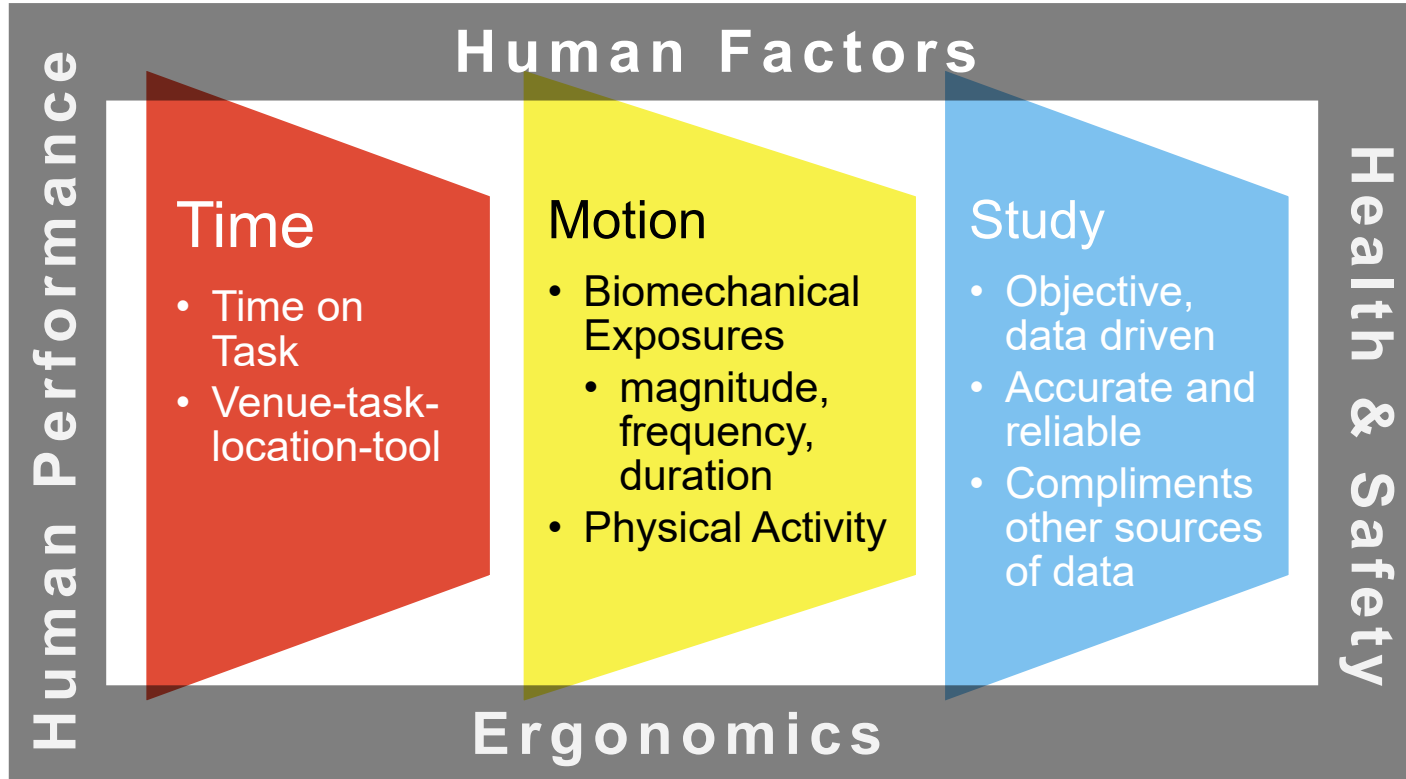 Human Factors
Human Performance
Time
• Time on
Task
• Venue-task-
location-tool
Motion
• Biomechanical
Exposures
• magnitude,
frequency,
duration
• Physical Activity
Study
• Objective,
data driven
• Accurate and
reliable
• Compliments
other sources
of data
Health & Safety
Ergonomics